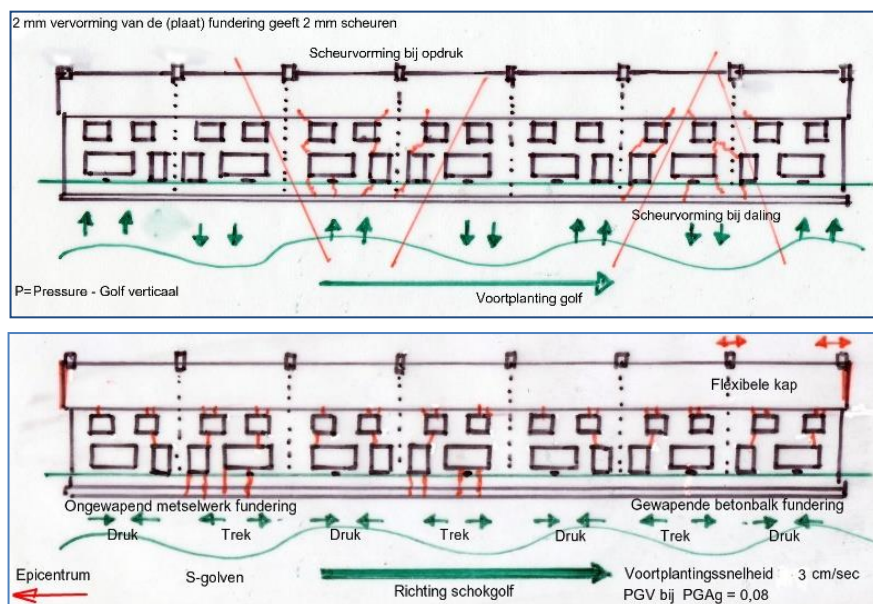 2 mm vervorming van de (plaat) fundering geeft 2 mm scheuren
Scheurvorming bij opdruk
Scheurvorming bij daling
P= Pressure - Golf verticaal
Voortplanting golf
Flexibele kap
Ongewapend metselwerk fundering
Gewapende betonbalk fundering
Druk Trek Druk Trek Druk Trek Druk
Epicentrum
S-golven
Richting schokgolf
Voortplantingssnelheid 3 cm/sec
PGV bij PGAg = 0,08